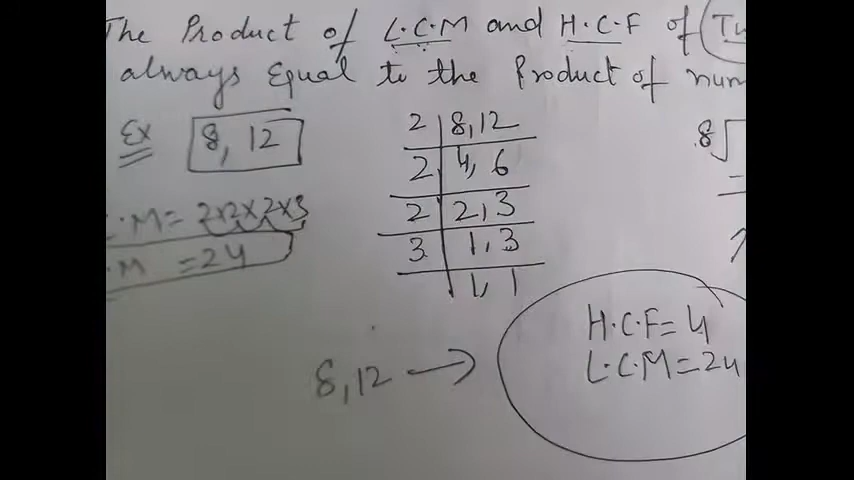 The Product of L.C.M and H.C.F of
always Equal to the Product of
Ex 8, 12
2 8, 12
2 4, 6
2 2, 3
3 1, 3
1, 1
.M= 2x2x2x3
.M =24
8
8, 12 →
H.C.F= 4
L.C.M=24